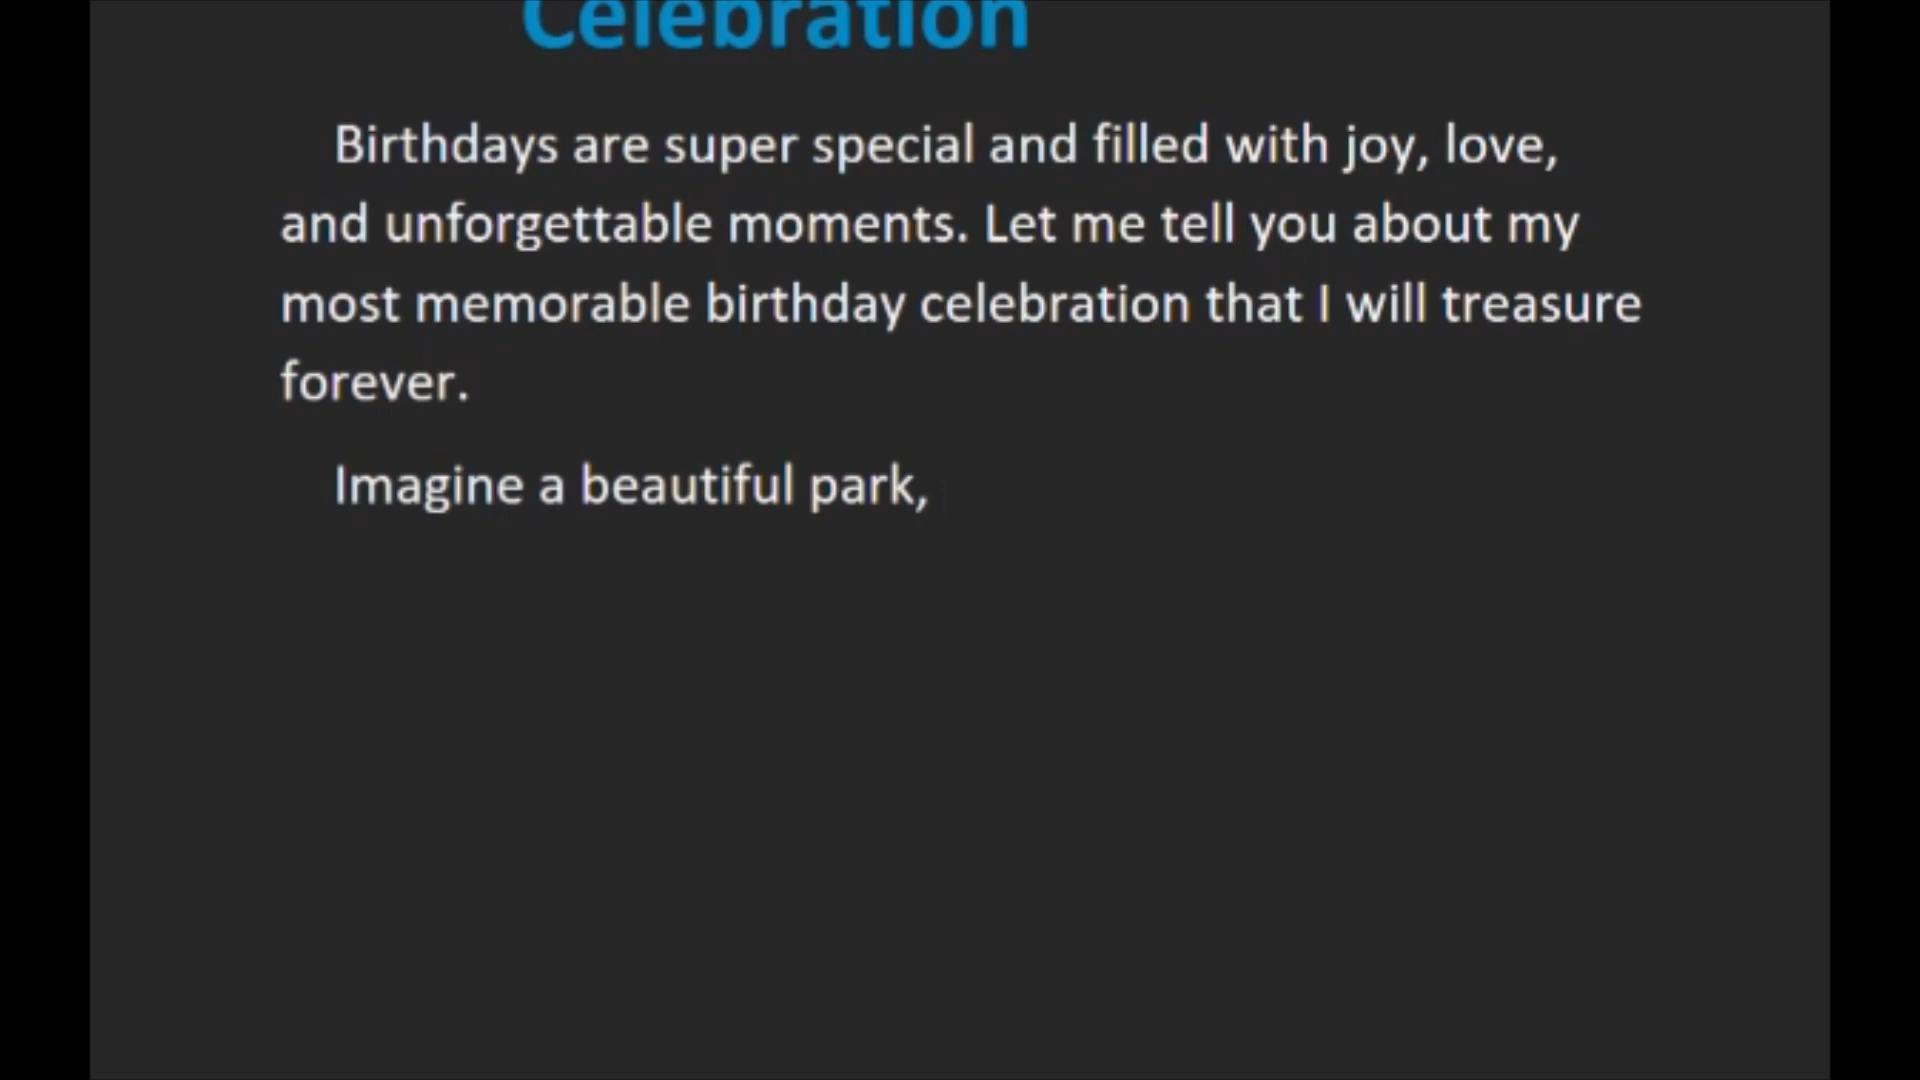 Celebration
Birthdays are super special and filled with joy, love,
and unforgettable moments. Let me tell you about my
most memorable birthday celebration that I will treasure
forever.
Imagine a beautiful park,